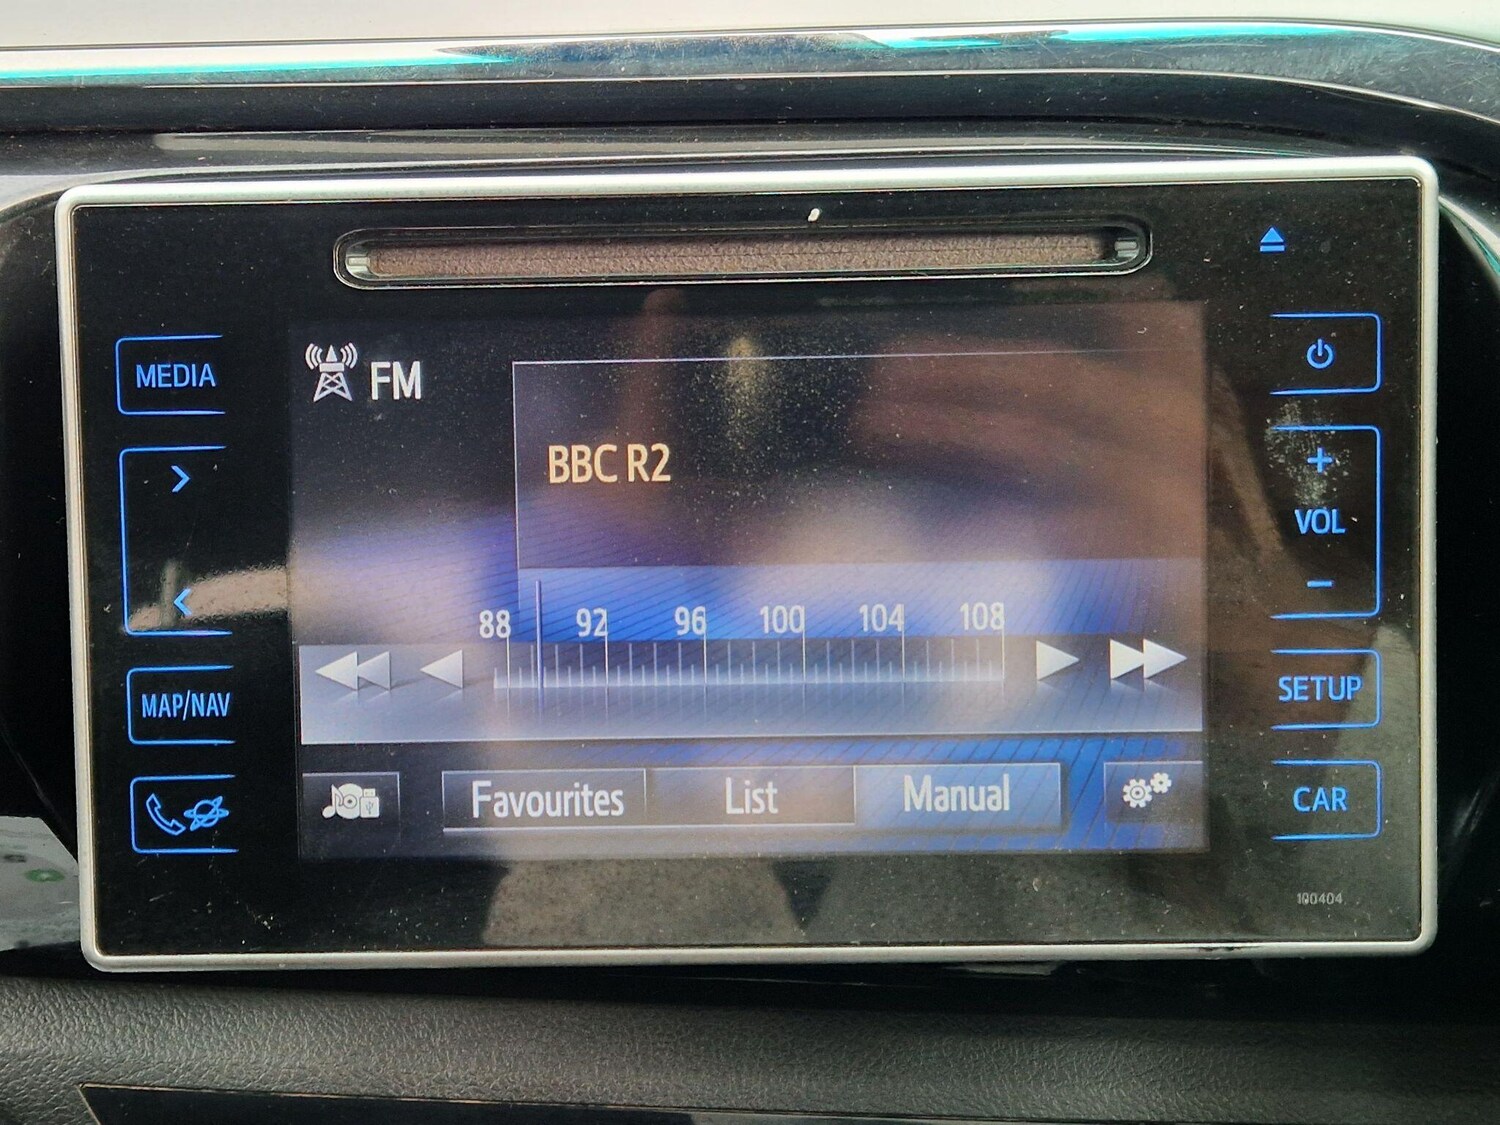 MEDIA
MAP/NAV
FM
BBC R2
88 92 96 100 104 108
Favourites List Manual
VOL
SETUP
CAR
100404